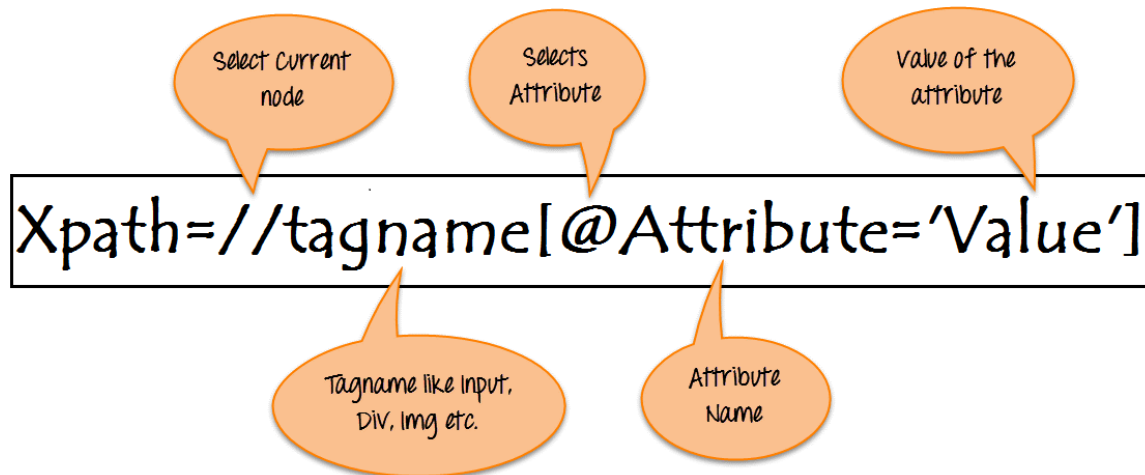 Select Current
node
Selects
Attribute
Value of the
attribute
Xpath=//tagname[@Attribute='Value']
Tagname like Input,
Div, Img etc.
Attribute
Name